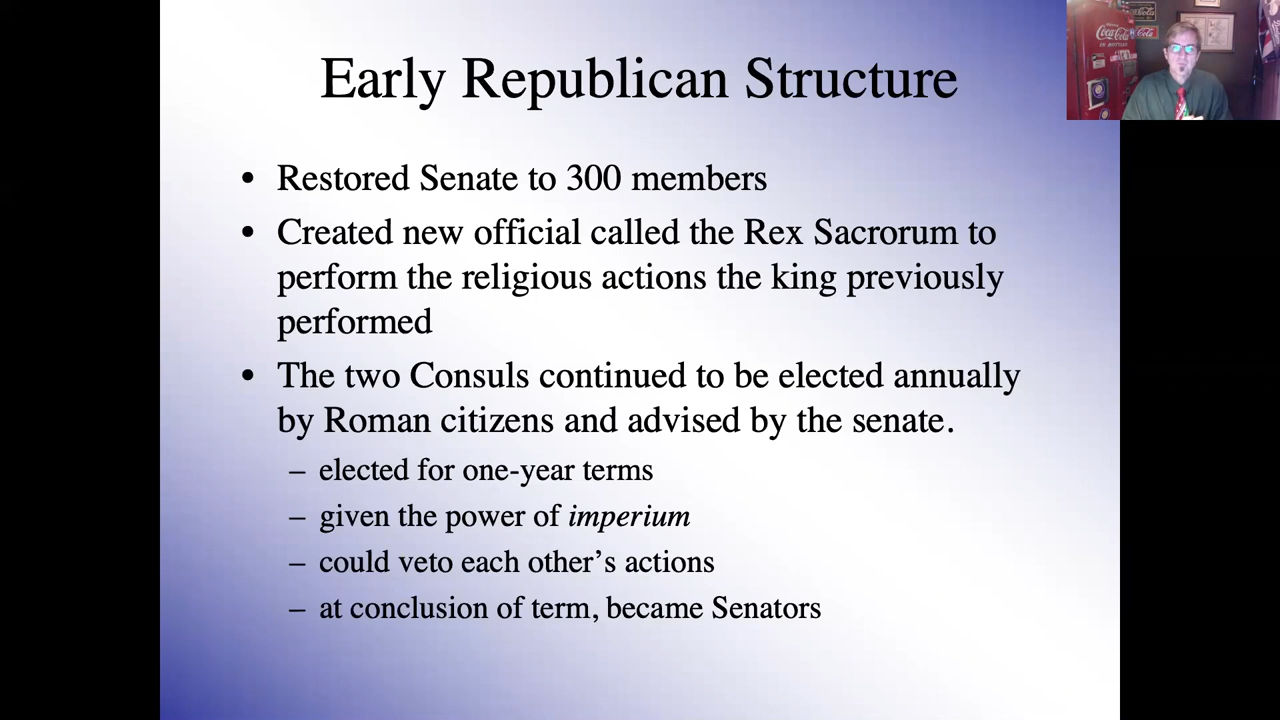 Early Republican Structure
• Restored Senate to 300 members
• Created new official called the Rex Sacrorum to
perform the religious actions the king previously
performed
• The two Consuls continued to be elected annually
by Roman citizens and advised by the senate.
– elected for one-year terms
– given the power of imperium
– could veto each other’s actions
– at conclusion of term, became Senators
Coca-Cola